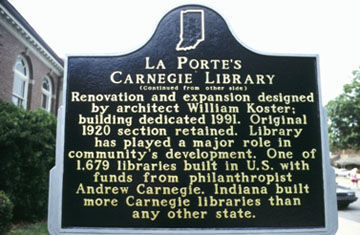 LA PORTE'S
CARNEGIE LIBRARY
(Continued from other side)
Renovation and expansion designed
by architect William Koster;
building dedicated 1991. Original
1920 section retained. Library
has played a major role in
community's development. One of
1,679 libraries built in U.S. with
funds from philanthropist
Andrew Carnegie. Indiana built
more Carnegie libraries than
any other state.